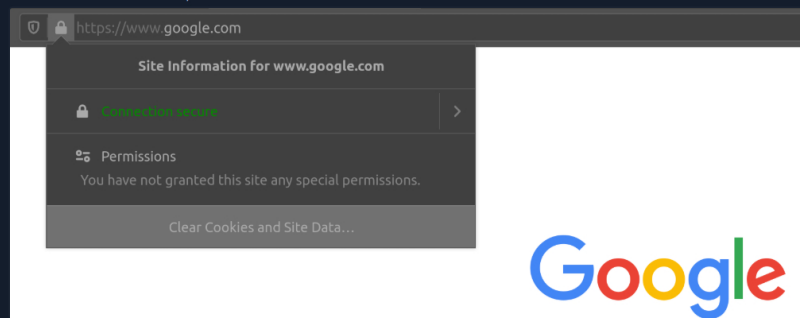 https://www.google.com
Site Information for www.google.com
Connection secure
Permissions
You have not granted this site any special permissions.
Clear Cookies and Site Data…
Google